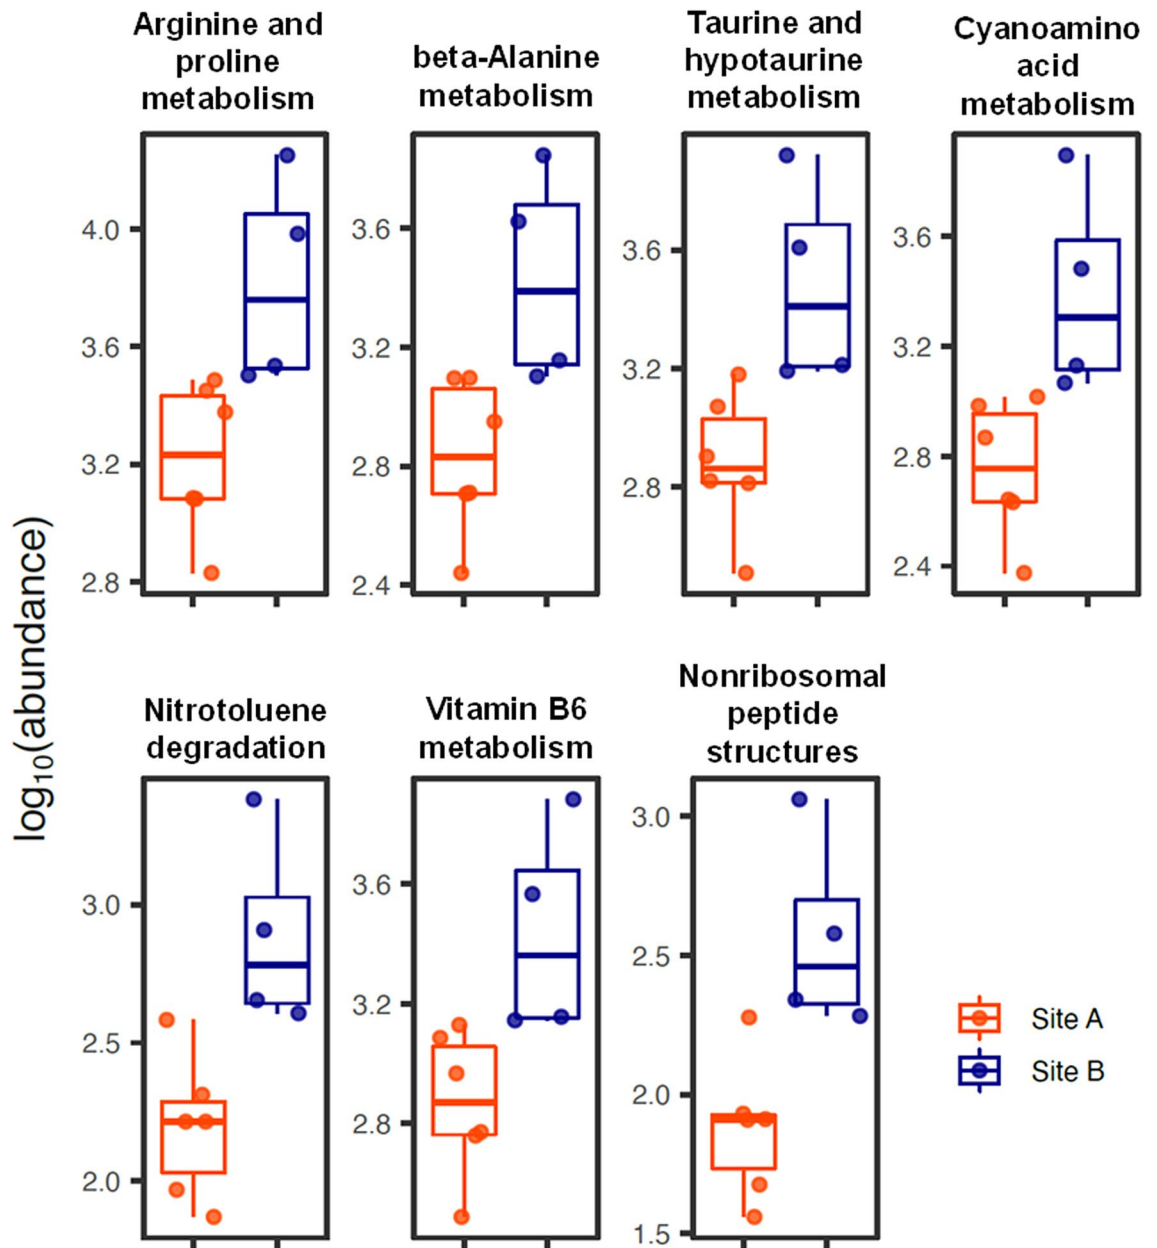 Arginine and
proline
metabolism
beta-Alanine
metabolism
Taurine and
hypotaurine
metabolism
Cyanoamino
acid
metabolism
4.0
3.6
3.2
2.8
3.6
3.2
2.8
2.4
3.6
3.2
2.8
3.6
3.2
2.8
2.4
log10(abundance)
Nitrotoluene
degradation
Vitamin B6
metabolism
Nonribosomal
peptide
structures
3.0
2.5
2.0
3.6
3.2
2.8
3.0
2.5
2.0
1.5
Site A
Site B